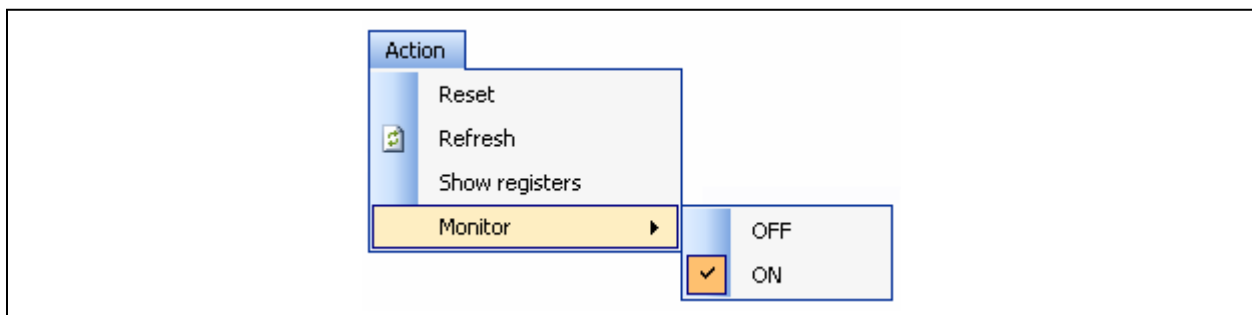 Action
Reset
Refresh
Show registers
Monitor
OFF
ON